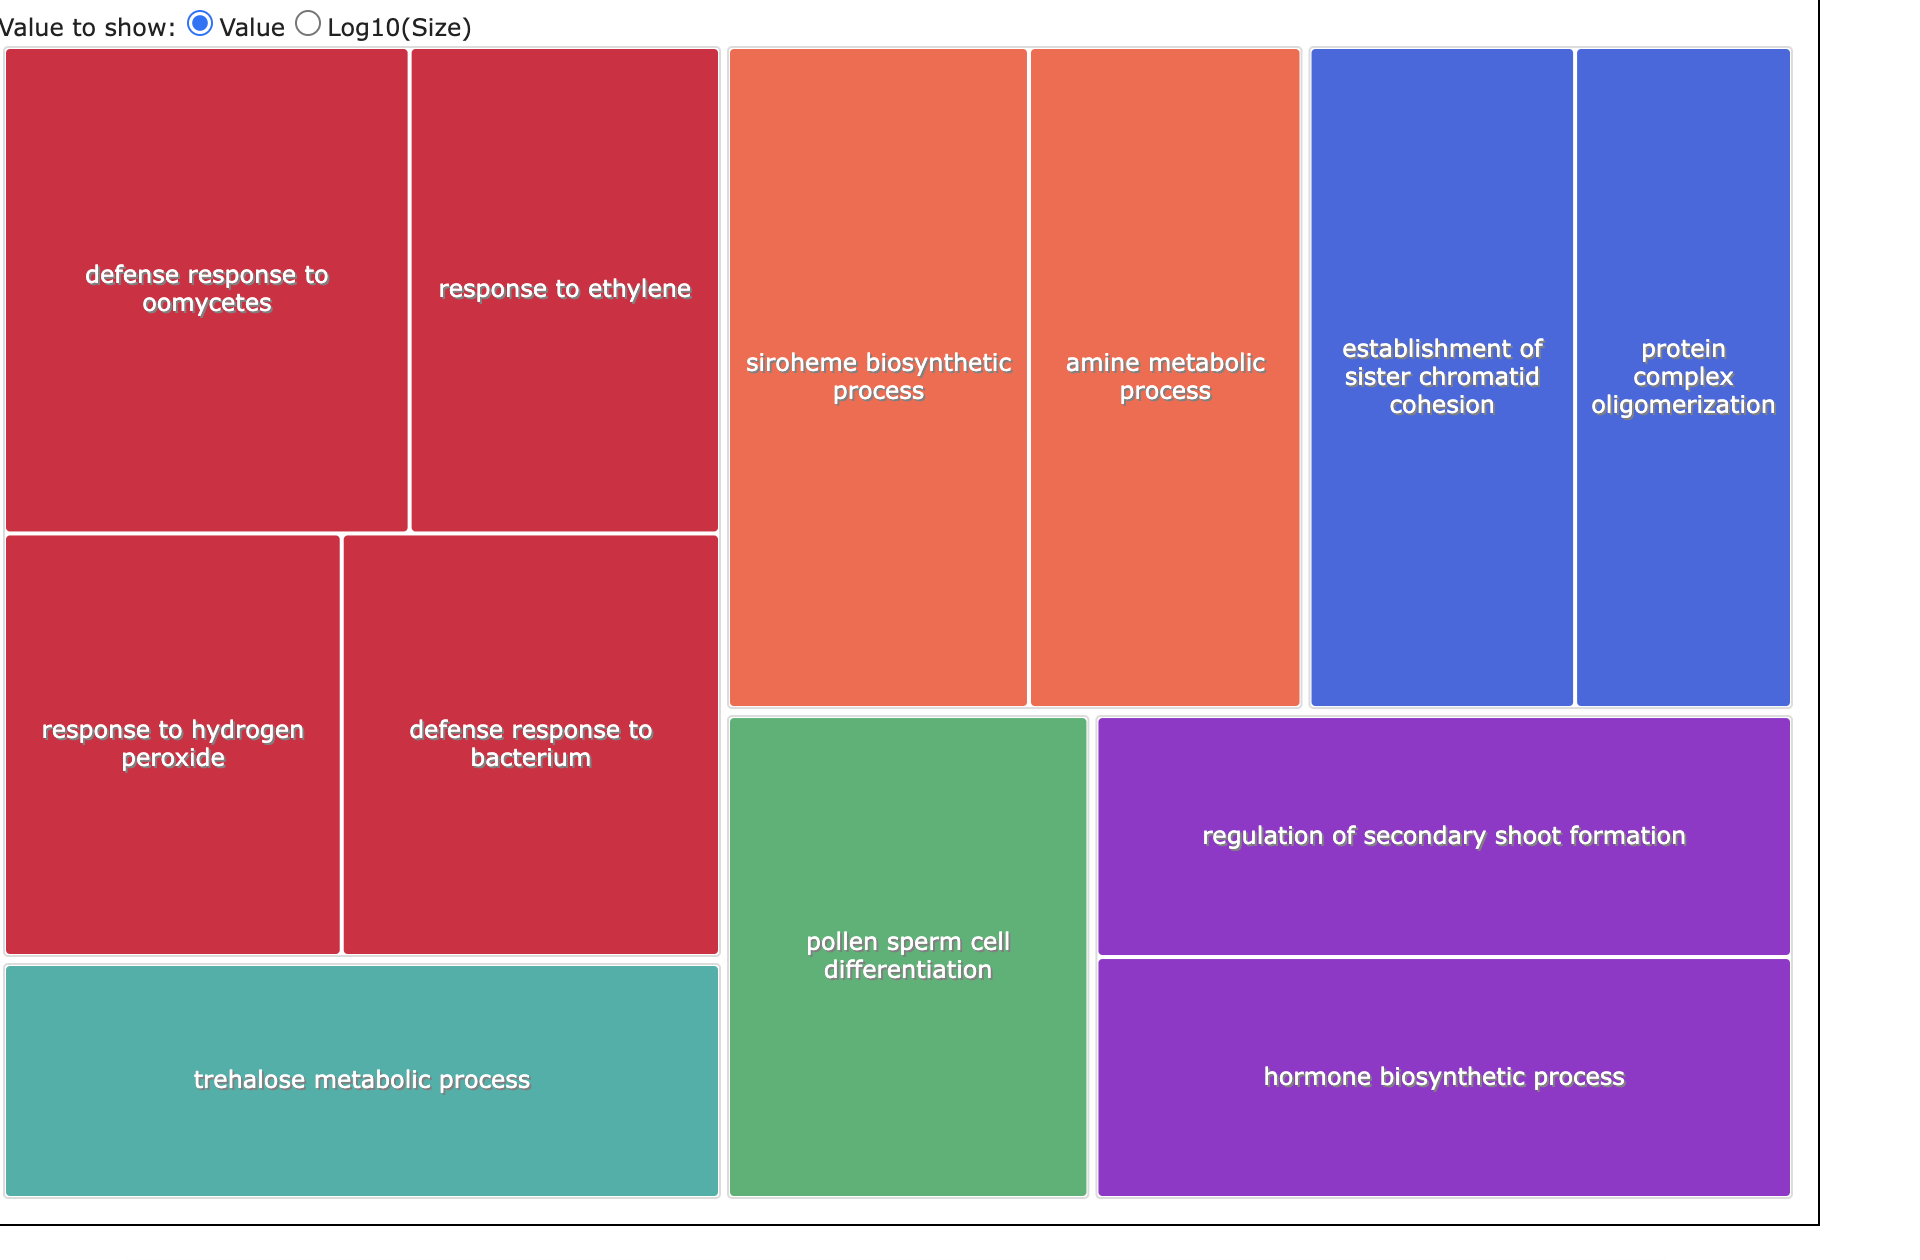 Value to show: Value Log10(Size)
defense response to
oomycetes
response to ethylene
siroheme biosynthetic
process
amine metabolic
process
establishment of
sister chromatid
cohesion
protein
complex
oligomerization
response to hydrogen
peroxide
defense response to
bacterium
pollen sperm cell
differentiation
regulation of secondary shoot formation
hormone biosynthetic process
trehalose metabolic process